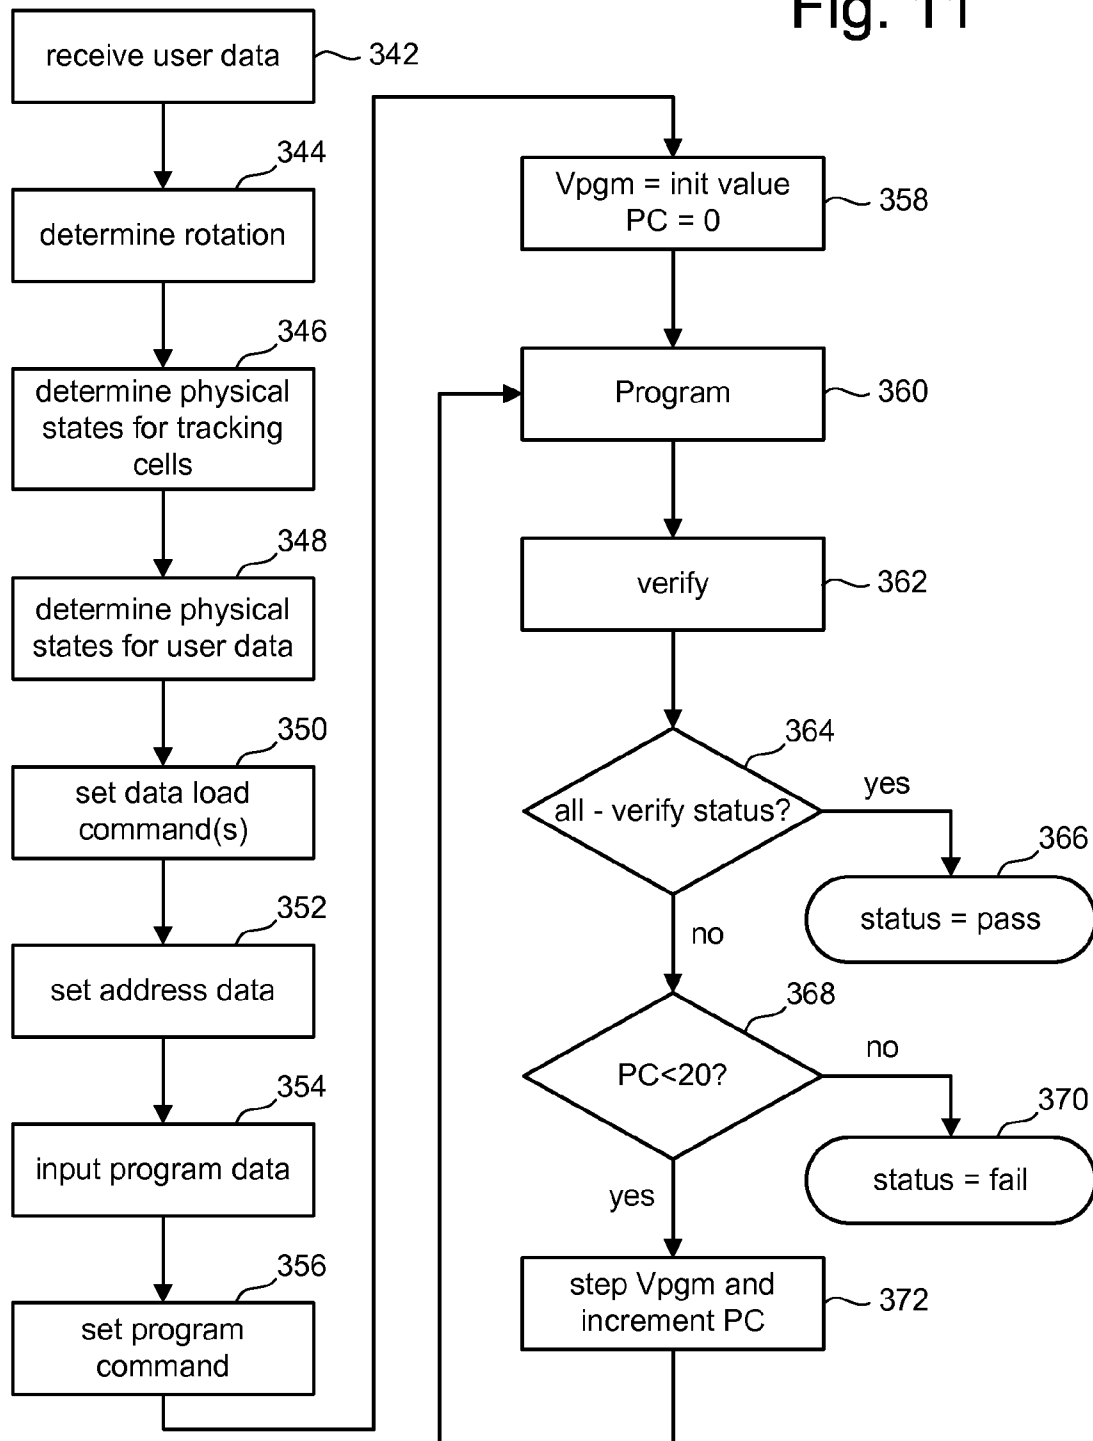 Fig. 11
receive user data
342
344
determine rotation
346
determine physical
states for tracking
cells
348
determine physical
states for user data
350
set data load
command(s)
352
set address data
354
input program data
356
set program
command
Vpgm = init value
PC = 0
358
Program
360
verify
362
364
all - verify status?
yes
366
status = pass
no
368
PC<20?
no
370
status = fail
yes
step Vpgm and
increment PC
372